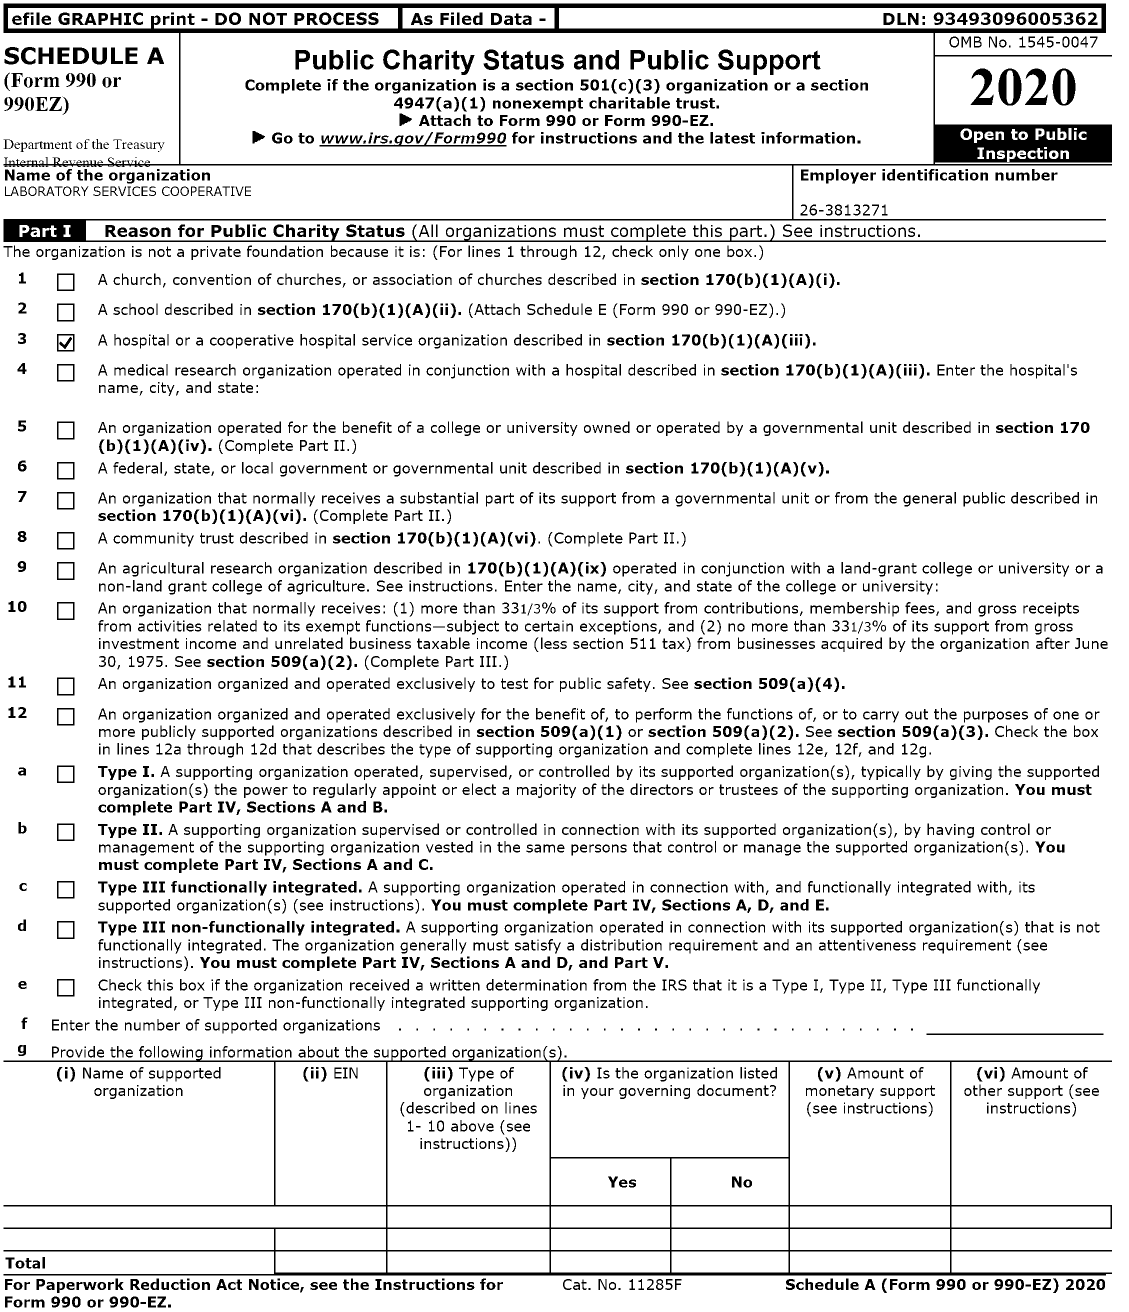 efile GRAPHIC print - DO NOT PROCESS As Filed Data - DLN: 93493096005362
SCHEDULE A
(Form 990 or
990EZ)
Department of the Treasury
Internal Revenue Service
Public Charity Status and Public Support
Complete if the organization is a section 501(c)(3) organization or a section
4947(a)(1) nonexempt charitable trust.
▶ Attach to Form 990 or Form 990-EZ.
▶ Go to www.irs.gov/Form990 for instructions and the latest information.
OMB No. 1545-0047
2020
Open to Public
Inspection
Name of the organization
LABORATORY SERVICES COOPERATIVE
Employer identification number
26-3813271
Part I Reason for Public Charity Status (All organizations must complete this part.) See instructions.
The organization is not a private foundation because it is: (For lines 1 through 12, check only one box.)
1 A church, convention of churches, or association of churches described in section 170(b)(1)(A)(i).
2 A school described in section 170(b)(1)(A)(ii). (Attach Schedule E (Form 990 or 990-EZ).)
3 A hospital or a cooperative hospital service organization described in section 170(b)(1)(A)(iii).
4 A medical research organization operated in conjunction with a hospital described in section 170(b)(1)(A)(iii). Enter the hospital's
name, city, and state:
5 An organization operated for the benefit of a college or university owned or operated by a governmental unit described in section 170
(b)(1)(A)(iv). (Complete Part II.)
6 A federal, state, or local government or governmental unit described in section 170(b)(1)(A)(v).
7 An organization that normally receives a substantial part of its support from a governmental unit or from the general public described in
section 170(b)(1)(A)(vi). (Complete Part II.)
8 A community trust described in section 170(b)(1)(A)(vi). (Complete Part II.)
9 An agricultural research organization described in 170(b)(1)(A)(ix) operated in conjunction with a land-grant college or university or a
non-land grant college of agriculture. See instructions. Enter the name, city, and state of the college or university:
10 An organization that normally receives: (1) more than 331/3% of its support from contributions, membership fees, and gross receipts
from activities related to its exempt functions—subject to certain exceptions, and (2) no more than 331/3% of its support from gross
investment income and unrelated business taxable income (less section 511 tax) from businesses acquired by the organization after June
30, 1975. See section 509(a)(2). (Complete Part III.)
11 An organization organized and operated exclusively to test for public safety. See section 509(a)(4).
12 An organization organized and operated exclusively for the benefit of, to perform the functions of, or to carry out the purposes of one or
more publicly supported organizations described in section 509(a)(1) or section 509(a)(2). See section 509(a)(3). Check the box
in lines 12a through 12d that describes the type of supporting organization and complete lines 12e, 12f, and 12g.
a Type I. A supporting organization operated, supervised, or controlled by its supported organization(s), typically by giving the supported
organization(s) the power to regularly appoint or elect a majority of the directors or trustees of the supporting organization. You must
complete Part IV, Sections A and B.
b Type II. A supporting organization supervised or controlled in connection with its supported organization(s), by having control or
management of the supporting organization vested in the same persons that control or manage the supported organization(s). You
must complete Part IV, Sections A and C.
c Type III functionally integrated. A supporting organization operated in connection with, and functionally integrated with, its
supported organization(s) (see instructions). You must complete Part IV, Sections A, D, and E.
d Type III non-functionally integrated. A supporting organization operated in connection with its supported organization(s) that is not
functionally integrated. The organization generally must satisfy a distribution requirement and an attentiveness requirement (see
instructions). You must complete Part IV, Sections A and D, and Part V.
e Check this box if the organization received a written determination from the IRS that it is a Type I, Type II, Type III functionally
integrated, or Type III non-functionally integrated supporting organization.
f Enter the number of supported organizations . . . . . . . . . . . . . . . . . . . . . . . . . . . .
g Provide the following information about the supported organization(s).
(i) Name of supported
organization
(ii) EIN
(iii) Type of
organization
(described on lines
1- 10 above (see
instructions))
(iv) Is the organization listed
in your governing document?
(v) Amount of
monetary support
(see instructions)
(vi) Amount of
other support (see
instructions)
Yes No
Total
For Paperwork Reduction Act Notice, see the Instructions for
Form 990 or 990-EZ.
Cat. No. 11285F
Schedule A (Form 990 or 990-EZ) 2020